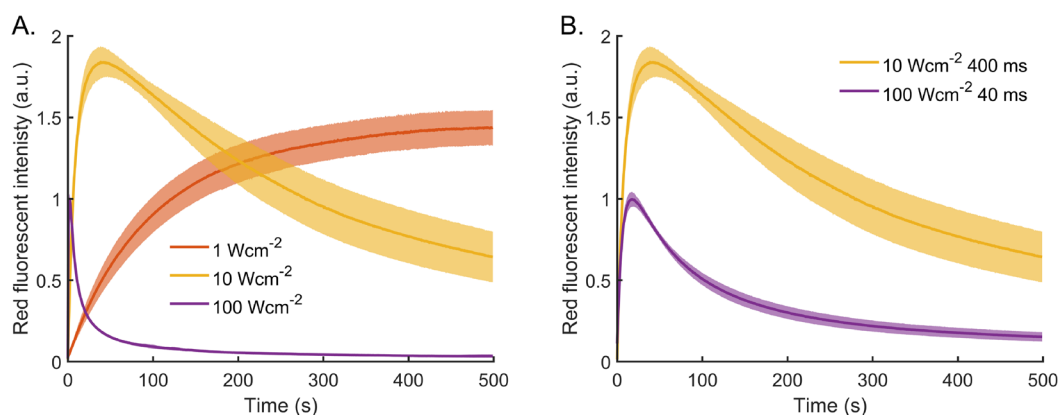 A.
Red fluorescent intenisty (a.u.)
2
1.5
1
0.5
0
1 Wcm⁻²
10 Wcm⁻²
100 Wcm⁻²
0 100 200 300 400 500
Time (s)
B.
Red fluorescent intenisty (a.u.)
2
1.5
1
0.5
0
10 Wcm⁻² 400 ms
100 Wcm⁻² 40 ms
0 100 200 300 400 500
Time (s)